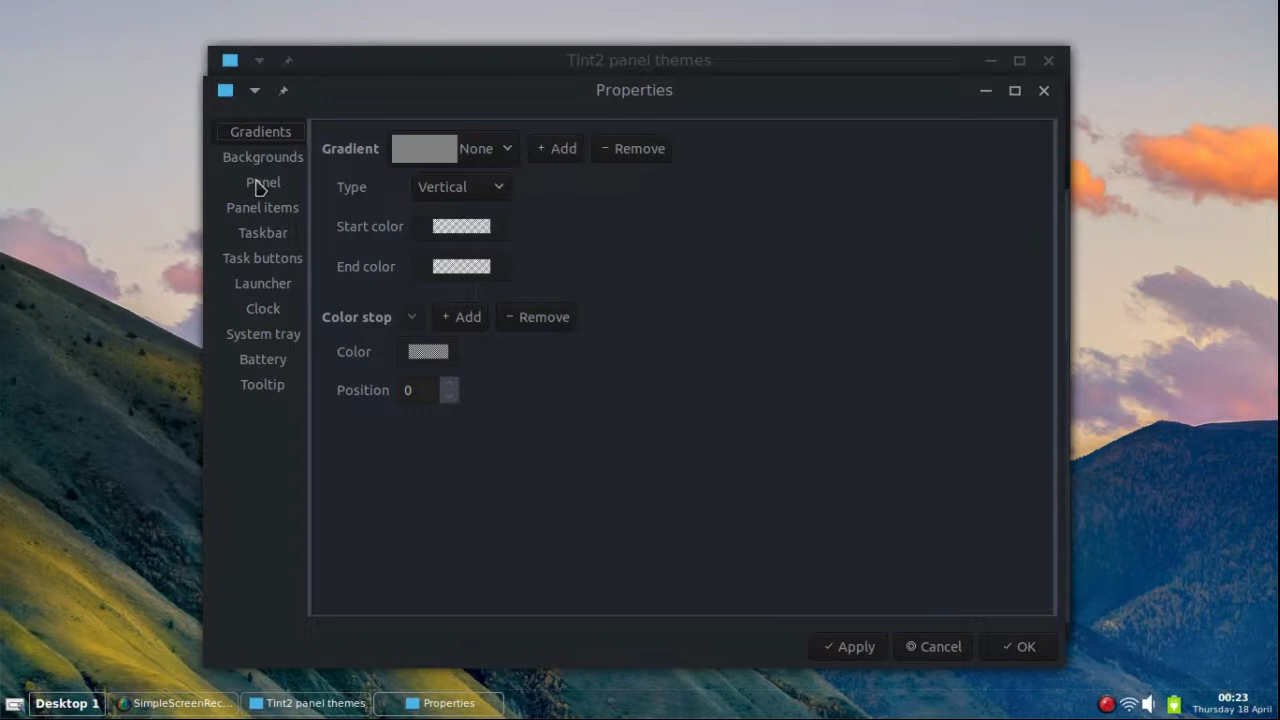 Tint2 panel themes
Properties
Gradients
Backgrounds
Panel
Panel items
Taskbar
Task buttons
Launcher
Clock
System tray
Battery
Tooltip
Gradient None + Add − Remove
Type Vertical
Start color
End color
Color stop + Add − Remove
Color
Position 0
Apply Cancel OK
Desktop 1 SimpleScreenRec... Tint2 panel themes Properties
00:23
Thursday 18 April